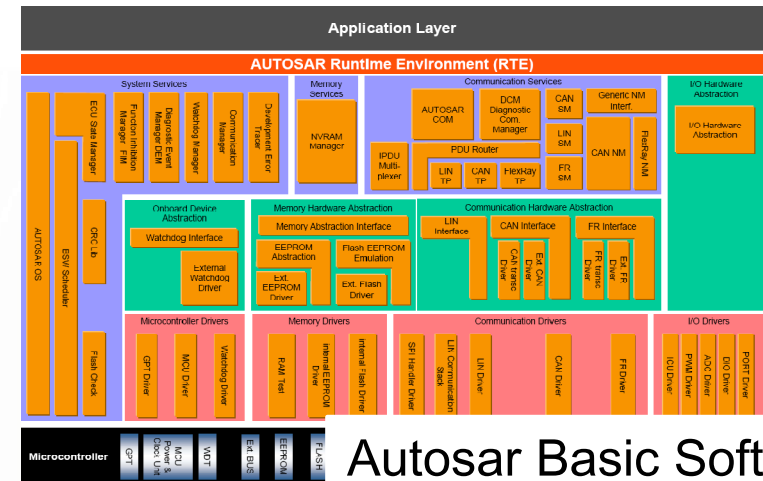 Application Layer
AUTOSAR Runtime Environment (RTE)
System Services
AUTOSAR OS
BSW Scheduler
ECU State Manager
CRC Lib
Flash Check
Function Inhibition
Manager FIM
Diagnostic Event
Manager DEM
Watchdog Manager
Communication
Manager
Development Error
Tracer
Memory
Services
NVRAM
Manager
Communication Services
AUTOSAR
COM
DCM
Diagnostic
Com.
Manager
CAN
SM
LIN
SM
FR
SM
Generic NM
Interf.
CAN NM
FlexRay NM
IPDU
Multi-
plexer
PDU Router
LIN
TP
CAN
TP
FlexRay
TP
I/O Hardware
Abstraction
I/O Hardware
Abstraction
Onboard Device
Abstraction
Watchdog Interface
External
Watchdog
Driver
Memory Hardware Abstraction
Memory Abstraction Interface
EEPROM
Abstraction
Flash EEPROM
Emulation
Ext.
EEPROM
Driver
Ext. Flash
Driver
Communication Hardware Abstraction
LIN
Interface
CAN Interface
CAN transc
Driver
Ext. CAN
Driver
FR Interface
FR transc
Driver
Ext. FR
Driver
Microcontroller Drivers
GPT Driver
MCU Driver
Watchdog Driver
Memory Drivers
RAM Test
internal EEPROM
Driver
internal Flash Driver
Communication Drivers
SPI Handler Driver
LIN Communication
Stack
LIN Driver
CAN Driver
FR Driver
I/O Drivers
ICU Driver
PWM Driver
ADC Driver
DIO Driver
PORT Driver
Microcontroller
GPT
MCU
Power &
Clock Unit
WDT
Ext. BUS
EEPROM
FLASH
Autosar Basic Soft